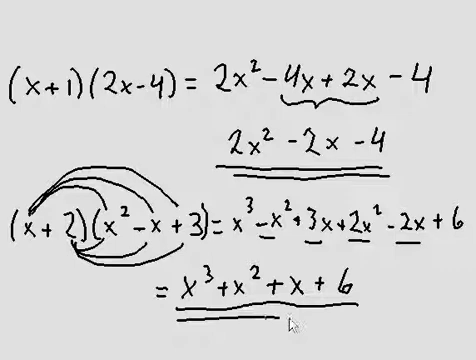 (x+1)(2x-4) = 2x² - 4x + 2x - 4
2x² - 2x - 4
(x + 2)(x² - x + 3) = x³ - x² + 3x + 2x² - 2x + 6
= x³ + x² + x + 6